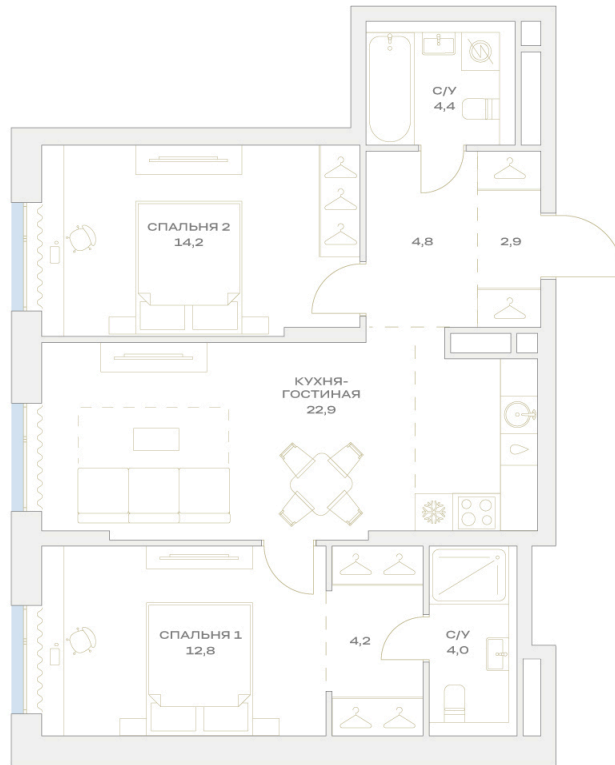 С/У
4,4
СПАЛЬНЯ 2
14,2
4,8
2,9
КУХНЯ-
ГОСТИНАЯ
22,9
СПАЛЬНЯ 1
12,8
4,2
С/У
4,0